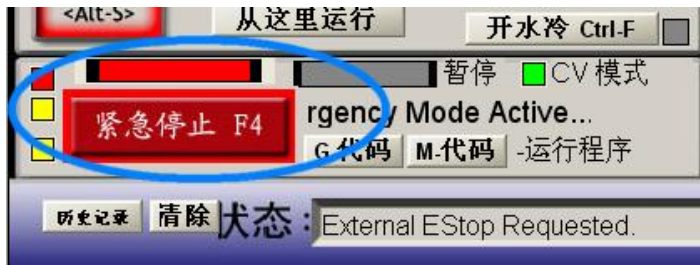 <Alt-S> 从这里运行 开水冷 Ctrl-F
暂停 CV 模式
紧急停止 F4 rgency Mode Active...
G.代码 M-代码 -运行程序
历史记录 清除 状态: External EStop Requested.